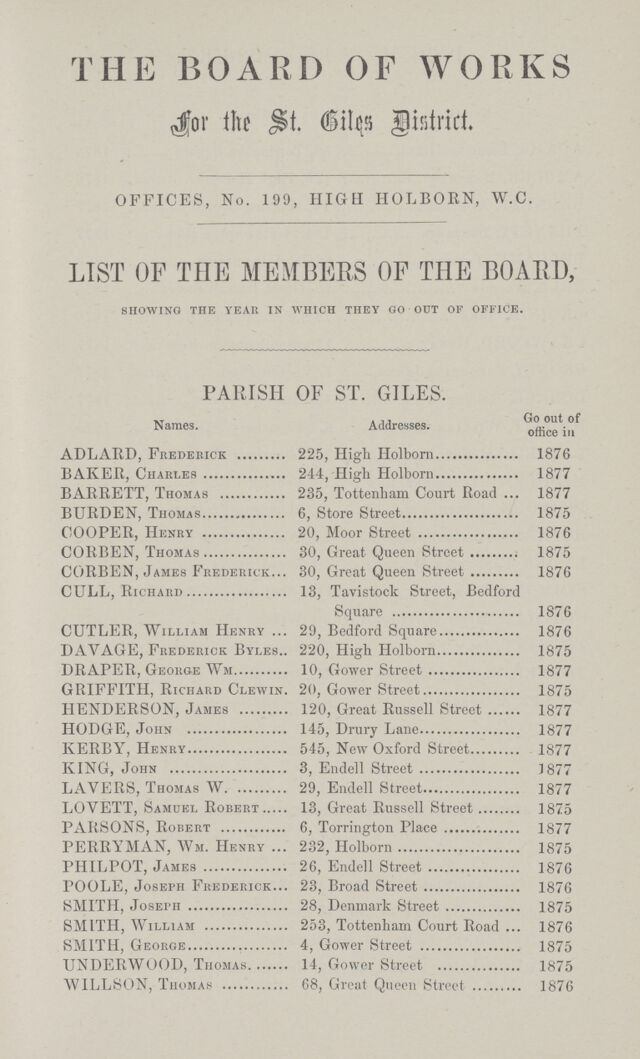 THE BOARD OF WORKS
For the St. Giles District.
OFFICES, No. 199, HIGH HOLBORN, W.C.
LIST OF THE MEMBERS OF THE BOARD,
SHOWING THE YEAR IN WHICH THEY GO OUT OF OFFICE.
PARISH OF ST. GILES.
Names. Addresses. Go out of office in
ADLARD, FREDERICK ......... 225, High Holborn............... 1876
BAKER, CHARLES ............... 244, High Holborn............... 1877
BARRETT, THOMAS ............ 235, Tottenham Court Road ... 1877
BURDEN, THOMAS............... 6, Store Street..................... 1875
COOPER, HENRY .................. 20, Moor Street .................. 1876
CORBEN, THOMAS ............... 30, Great Queen Street ......... 1875
CORBEN, JAMES FREDERICK... 30, Great Queen Street ......... 1876
CULL, RICHARD .................. 13, Tavistock Street, Bedford
Square ....................... 1876
CUTLER, WILLIAM HENRY ... 29, Bedford Square............... 1876
DAVAGE, FREDERICK BYLES.. 220, High Holborn............... 1875
DRAPER, GEORGE WM.......... 10, Gower Street ................. 1877
GRIFFITH, RICHARD CLEWIN. 20, Gower Street.................. 1875
HENDERSON, JAMES ......... 120, Great Russell Street ...... 1877
HODGE, JOHN .................. 145, Drury Lane.................. 1877
KERBY, HENRY.................. 545, New Oxford Street......... 1877
KING, JOHN ..................... 3, Endell Street .................. 1877
LAVERS, THOMAS W. ......... 29, Endell Street.................. 1877
LOVETT, SAMUEL ROBERT..... 13, Great Russell Street ........ 1875
PARSONS, ROBERT ............ 6, Torrington Place .............. 1877
PERRYMAN, WM. HENRY ... 232, Holborn ...................... 1875
PHILPOT, JAMES ............... 26, Endell Street ................. 1876
POOLE, JOSEPH FREDERICK... 23, Broad Street .................. 1876
SMITH, JOSEPH .................. 28, Denmark Street .............. 1875
SMITH, WILLIAM ............... 253, Tottenham Court Road ... 1876
SMITH, GEORGE.................. 4, Gower Street .................. 1875
UNDERWOOD, THOMAS....... 14, Gower Street ............... 1875
WILLSON, THOMAS ............ 68, Great Queen Street ......... 1876